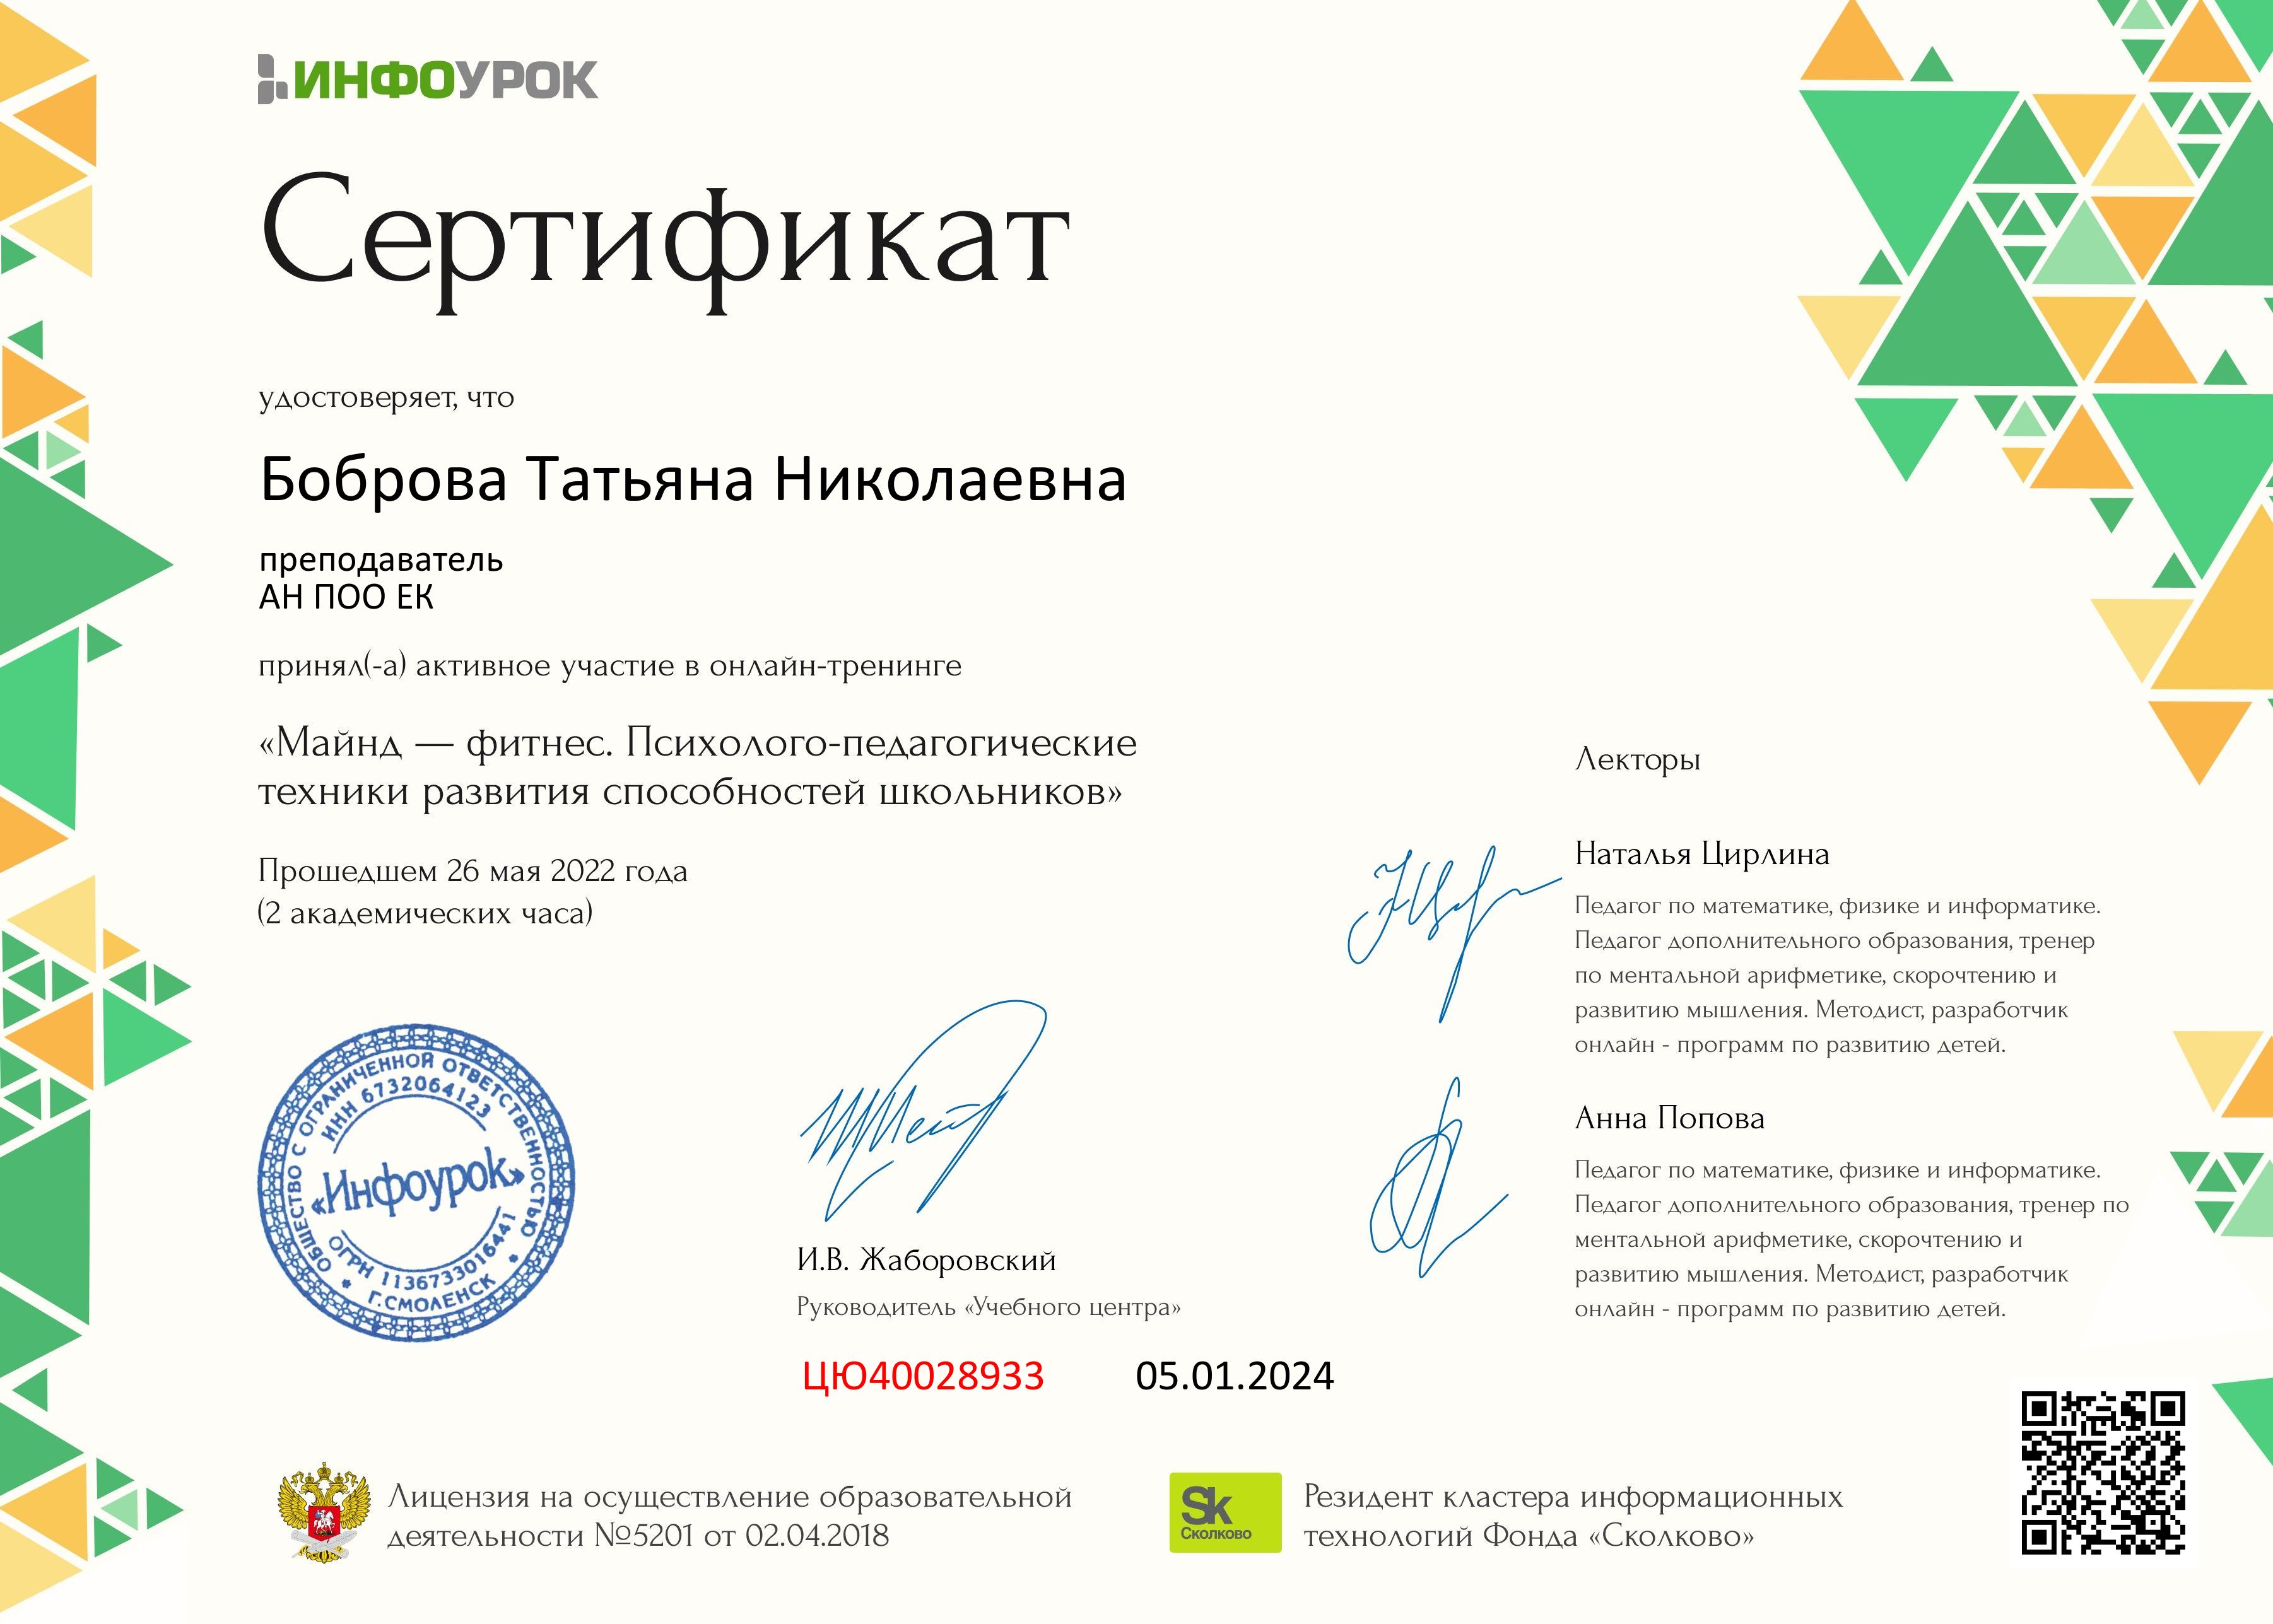 ИНФОУРОК
Сертификат
удостоверяет, что
Боброва Татьяна Николаевна
преподаватель
АН ПОО ЕК
принял(-а) активное участие в онлайн-тренинге
«Майнд — фитнес. Психолого-педагогические
техники развития способностей школьников»
Прошедшем 26 мая 2022 года
(2 академических часа)
Лекторы
Наталья Цирлина
Педагог по математике, физике и информатике.
Педагог дополнительного образования, тренер
по ментальной арифметике, скорочтению и
развитию мышления. Методист, разработчик
онлайн - программ по развитию детей.
Анна Попова
Педагог по математике, физике и информатике.
Педагог дополнительного образования, тренер по
ментальной арифметике, скорочтению и
развитию мышления. Методист, разработчик
онлайн - программ по развитию детей.
ОБЩЕСТВО С ОГРАНИЧЕННОЙ ОТВЕТСТВЕННОСТЬЮ
ИНН 6732064123
«Инфоурок»
ОГРН 1136733016441
Г.СМОЛЕНСК
И.В. Жаборовский
Руководитель «Учебного центра»
ЦЮ40028933 05.01.2024
Лицензия на осуществление образовательной
деятельности №5201 от 02.04.2018
Sk
Сколково
Резидент кластера информационных
технологий Фонда «Сколково»